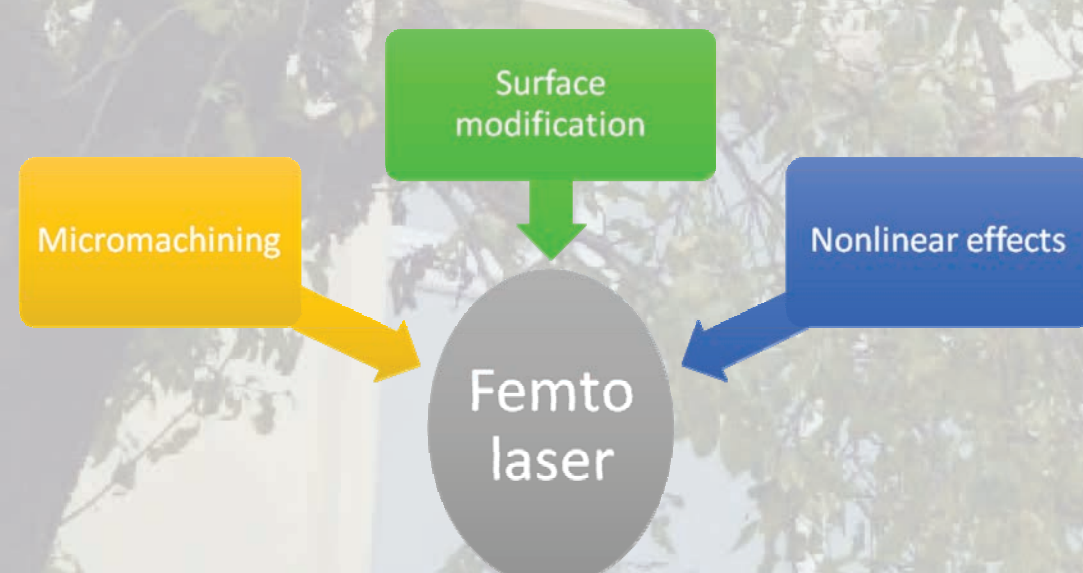 Surface
modification
Micromachining
Nonlinear effects
Femto
laser